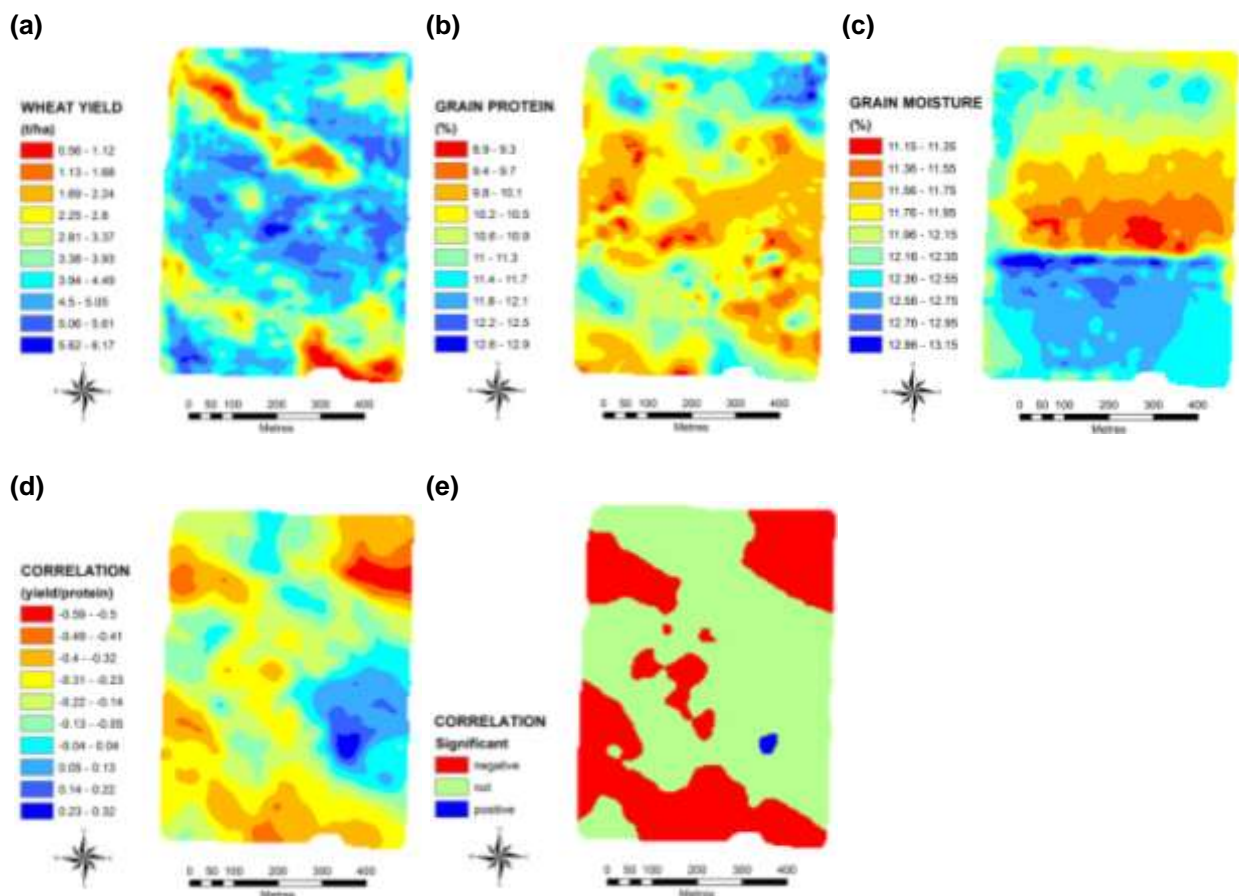 (a)
WHEAT YIELD
(t/ha)
0.56 - 1.12
1.13 - 1.68
1.69 - 2.24
2.25 - 2.8
2.81 - 3.37
3.38 - 3.93
3.94 - 4.49
4.5 - 5.05
5.06 - 5.61
5.62 - 6.17
0 50 100 200 300 400
Metres
(b)
GRAIN PROTEIN
(%)
8.9 - 9.3
9.4 - 9.7
9.8 - 10.1
10.2 - 10.5
10.6 - 10.9
11 - 11.3
11.4 - 11.7
11.8 - 12.1
12.2 - 12.5
12.6 - 12.9
0 50 100 200 300 400
Metres
(c)
GRAIN MOISTURE
(%)
11.36 - 11.55
11.56 - 11.75
11.76 - 11.95
11.96 - 12.15
12.16 - 12.35
12.36 - 12.55
12.56 - 12.75
12.76 - 12.95
12.96 - 13.15
0 50 100 200 300 400
Metres
(d)
CORRELATION
(yield/protein)
-0.59 - -0.5
-0.49 - -0.41
-0.4 - -0.32
-0.31 - -0.23
-0.22 - -0.14
-0.13 - -0.05
-0.04 - 0.04
0.05 - 0.13
0.14 - 0.22
0.23 - 0.32
0 50 100 200 300 400
Metres
(e)
CORRELATION
Significant
negative
not
positive
0 50 100 200 300 400
Metres